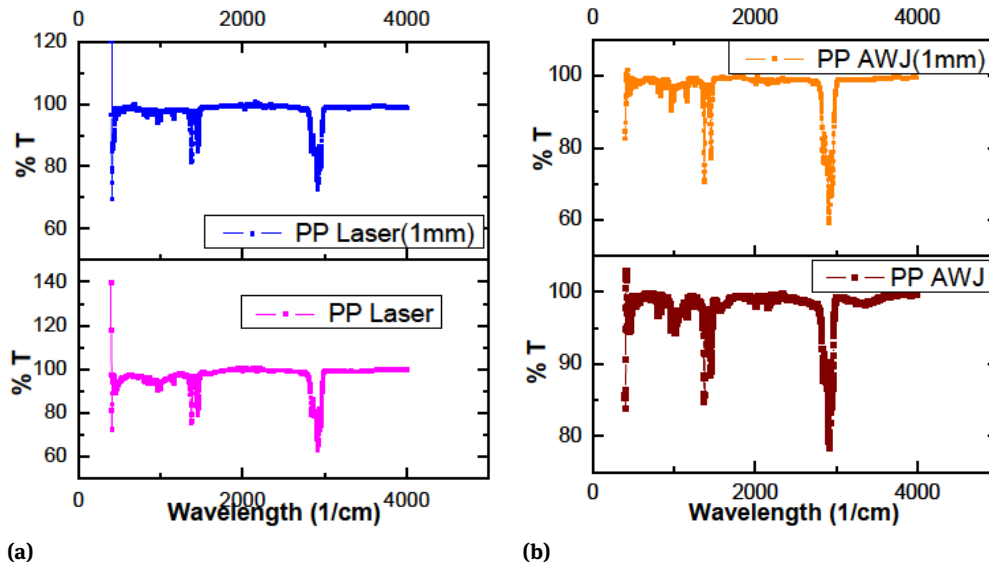 0 2000 4000
120
100
80
60
% T
PP Laser(1mm)
140
120
100
80
60
% T
PP Laser
0 2000 4000
Wavelength (1/cm)
(a)
0 2000 4000
100
80
60
% T
PP AWJ(1mm)
100
90
80
% T
PP AWJ
0 2000 4000
Wavelength (1/cm)
(b)